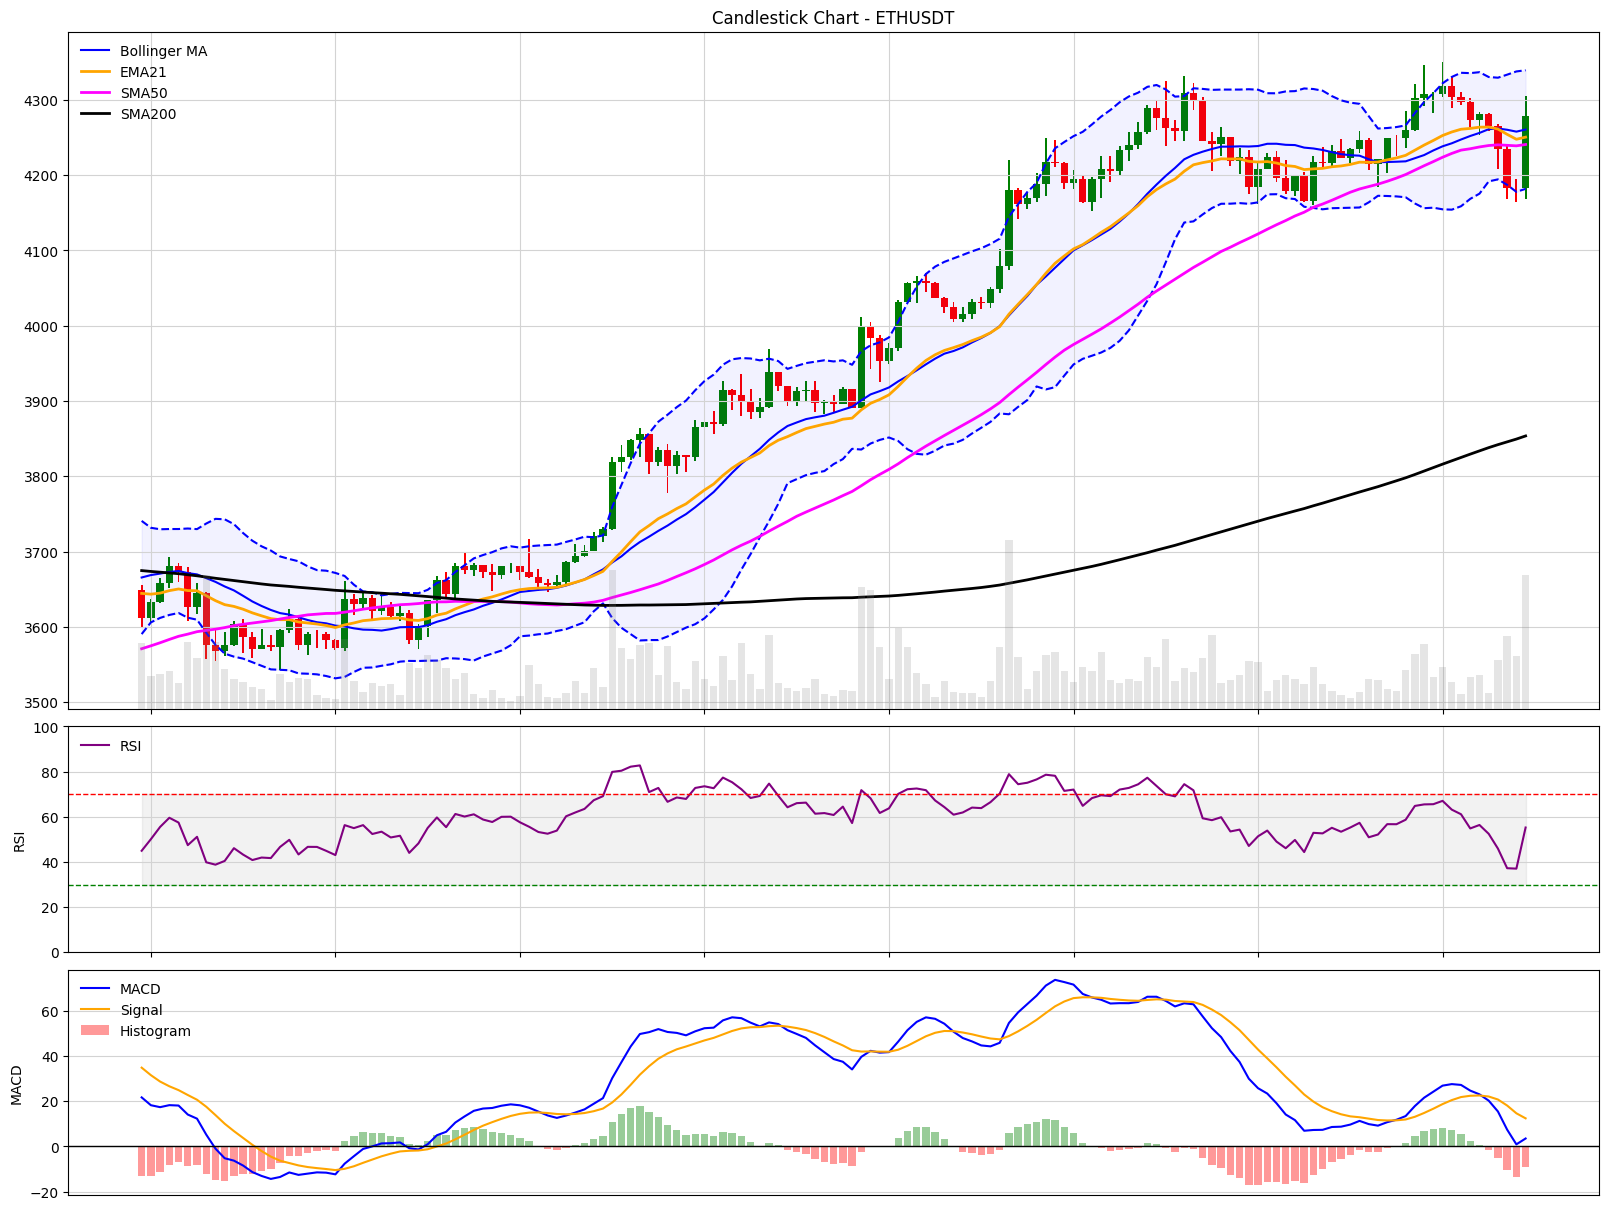 Candlestick Chart - ETHUSDT
Bollinger MA
EMA21
SMA50
SMA200
4300
4200
4100
4000
3900
3800
3700
3600
3500
100
80
60
40
20
0
RSI
RSI
60
40
20
0
−20
MACD
MACD
Signal
Histogram